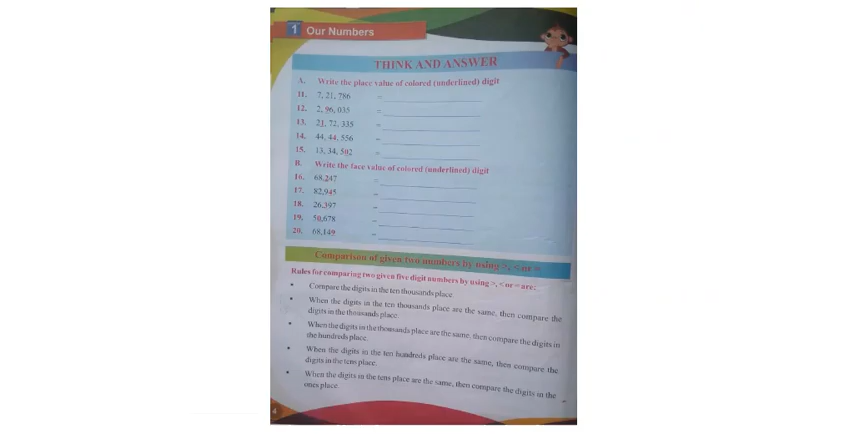 1 Our Numbers
THINK AND ANSWER
A. Write the place value of colored (underlined) digit
11. 7, 21, 786 =
12. 2, 96, 035 =
13. 21, 72, 335 =
14. 44, 44, 556 =
15. 13, 34, 502 =
B. Write the face value of colored (underlined) digit
16. 68,247 =
17. 82,945 =
18. 26,397 =
19. 50,678 =
20. 68,149 =
Comparison of given two numbers by using >, < or =
Rules for comparing two given five digit numbers by using >, < or = are:
• Compare the digits in the ten thousands place.
• When the digits in the ten thousands place are the same, then compare the
digits in the thousands place.
• When the digits in the thousands place are the same, then compare the digits in
the hundreds place.
• When the digits in the ten hundreds place are the same, then compare the
digits in the tens place.
• When the digits in the tens place are the same, then compare the digits in the
ones place.
4